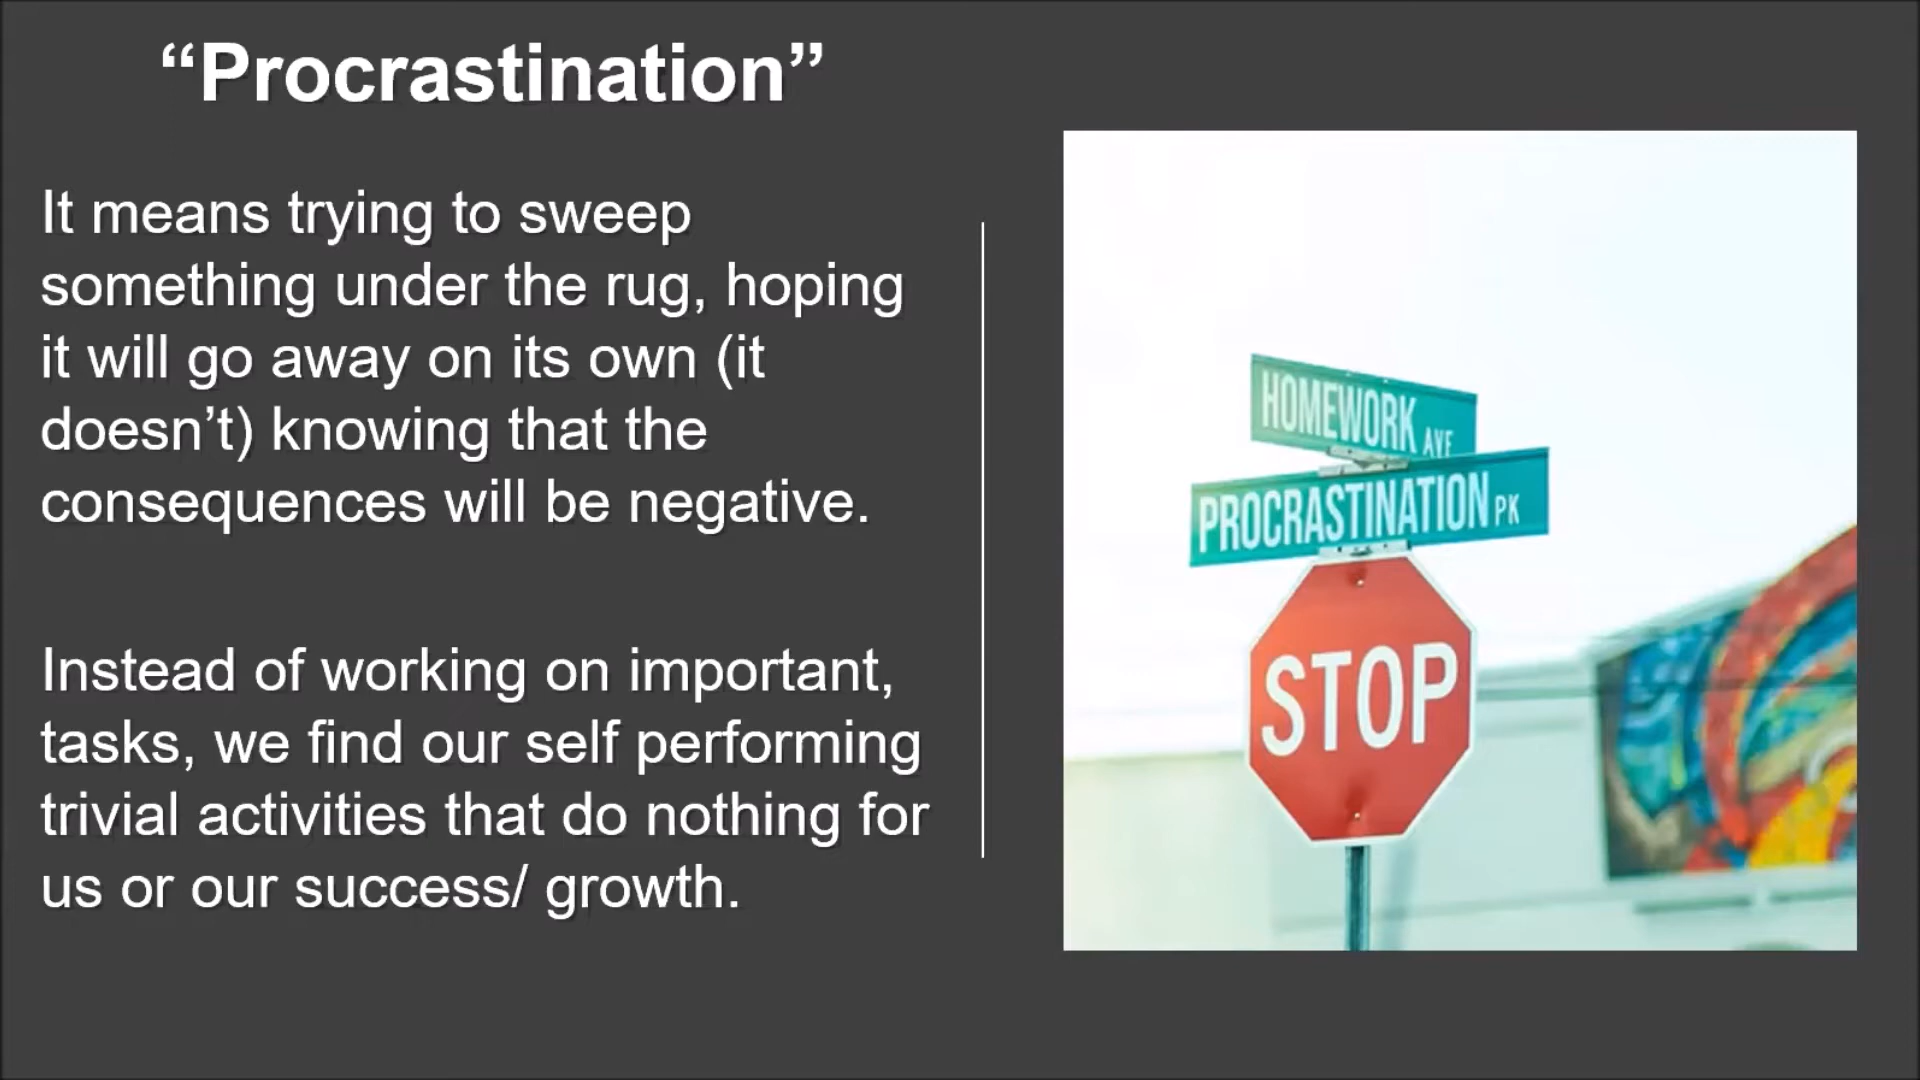 “Procrastination”
It means trying to sweep
something under the rug, hoping
it will go away on its own (it
doesn’t) knowing that the
consequences will be negative.
Instead of working on important,
tasks, we find our self performing
trivial activities that do nothing for
us or our success/ growth.
HOMEWORK AVE
PROCRASTINATION PK
STOP